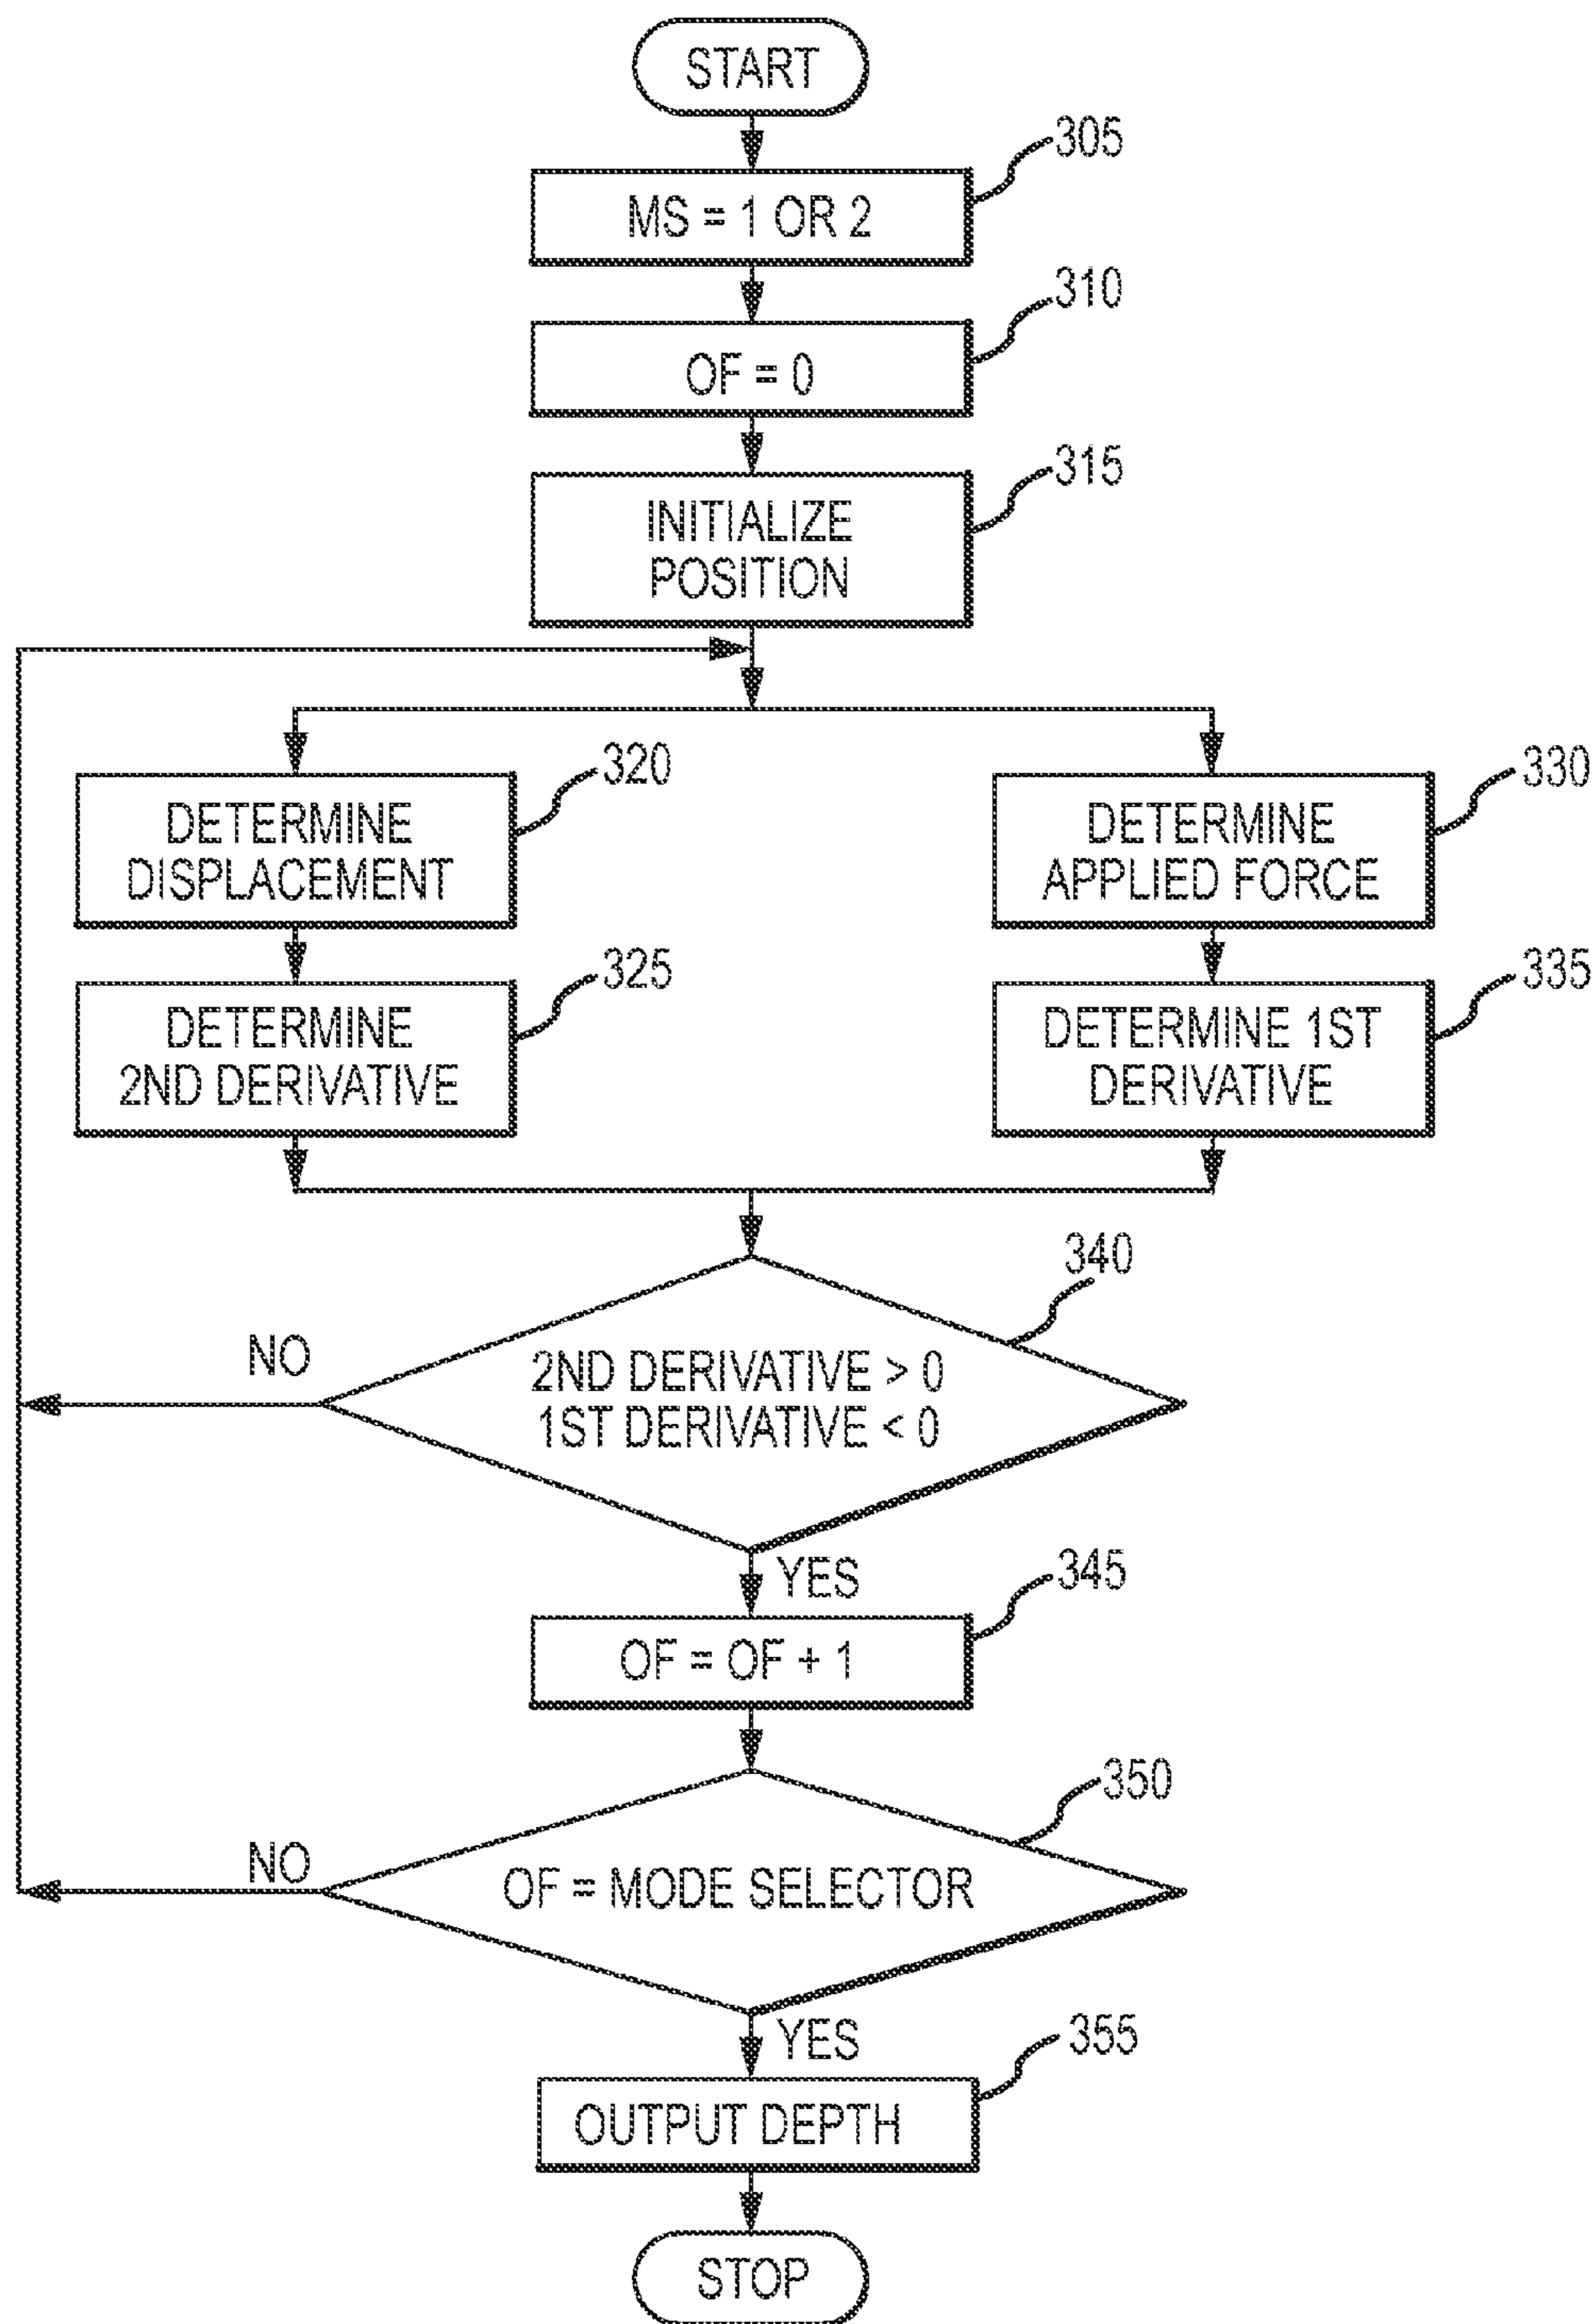 START
305
MS = 1 OR 2
310
OF = 0
315
INITIALIZE
POSITION
320
DETERMINE
DISPLACEMENT
330
DETERMINE
APPLIED FORCE
325
DETERMINE
2ND DERIVATIVE
335
DETERMINE 1ST
DERIVATIVE
340
NO
2ND DERIVATIVE > 0
1ST DERIVATIVE < 0
YES
345
OF = OF + 1
350
NO
OF = MODE SELECTOR
YES
355
OUTPUT DEPTH
STOP